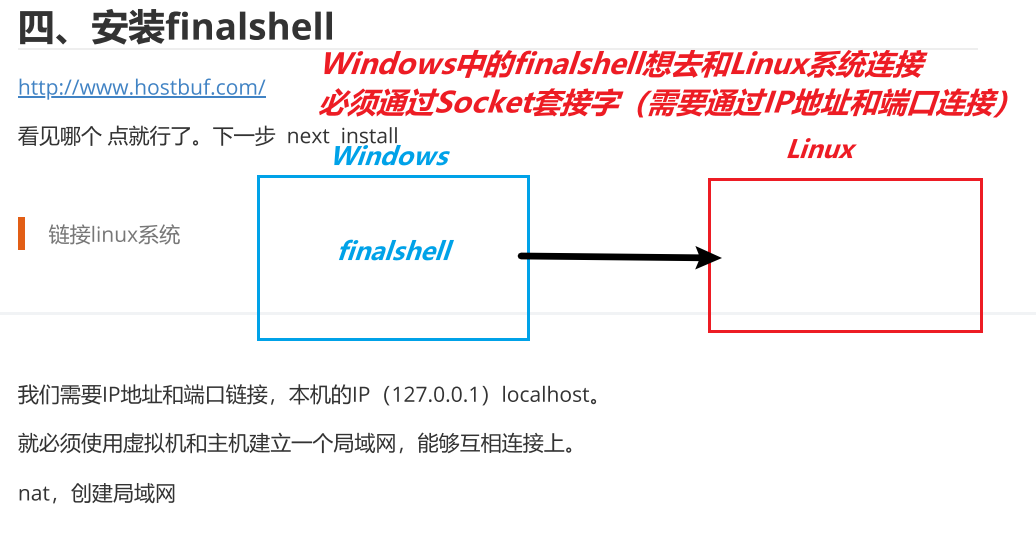 四、安装finalshell
http://www.hostbuf.com/
Windows中的finalshell想去和Linux系统连接
必须通过Socket套接字（需要通过IP地址和端口连接）
看见哪个 点就行了。下一步 next install
Windows
Linux
链接linux系统
finalshell
我们需要IP地址和端口链接，本机的IP（127.0.0.1）localhost。
就必须使用虚拟机和主机建立一个局域网，能够互相连接上。
nat，创建局域网